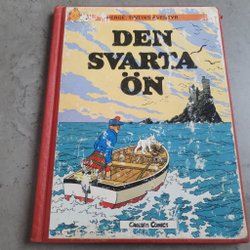 HERGÉ: TINTINS ÄVENTYR
DEN
SVARTA
ÖN
CARLSEN COMICS